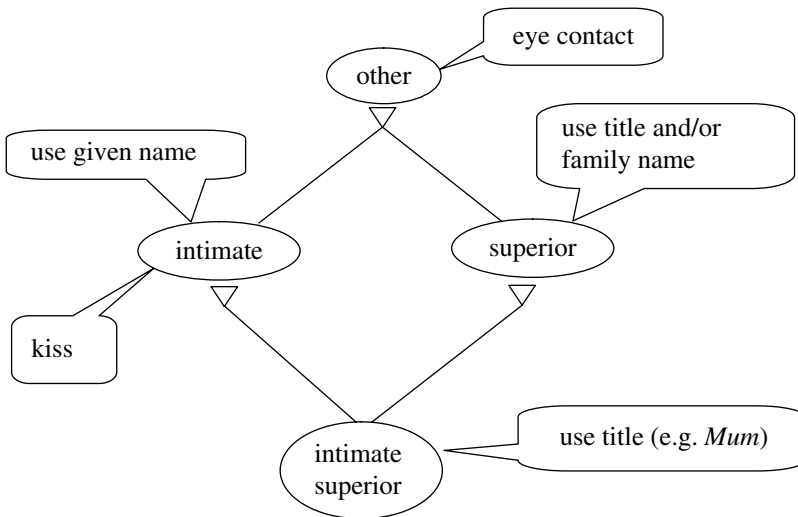 eye contact
other
use title and/or
family name
use given name
intimate
superior
kiss
use title (e.g. Mum)
intimate
superior